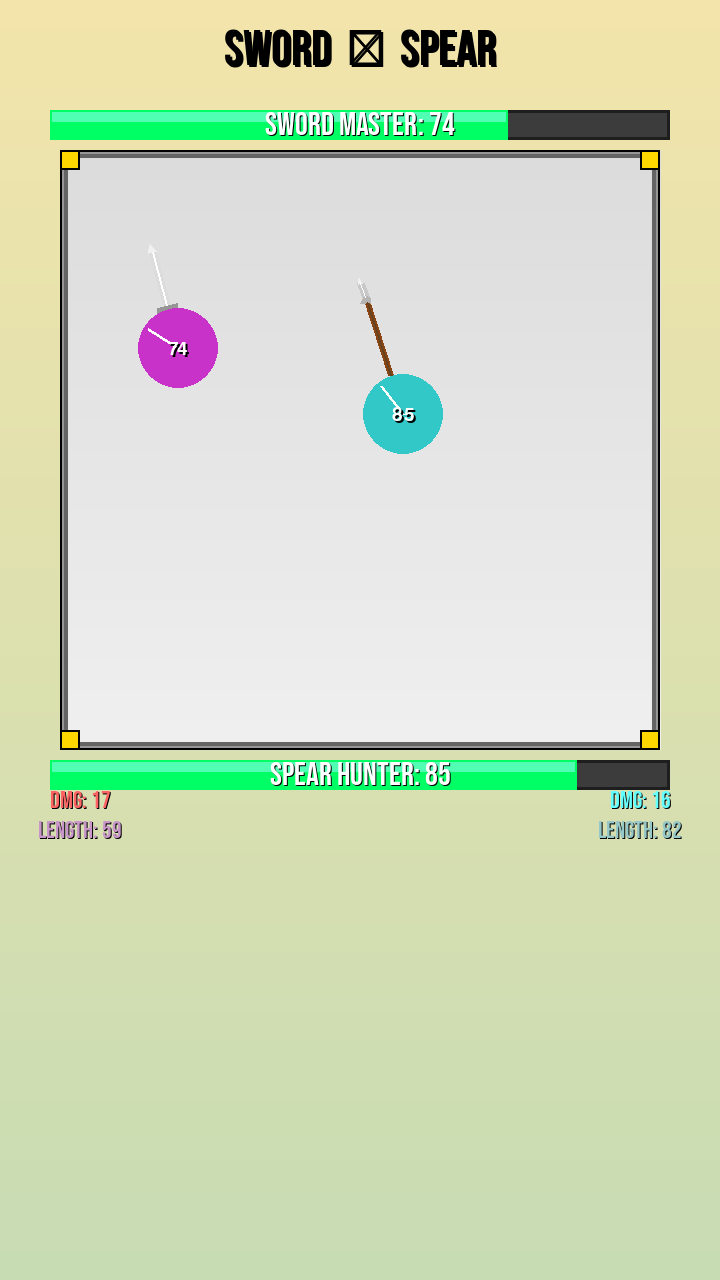 SWORD ☒ SPEAR
SWORD MASTER: 74
74
85
SPEAR HUNTER: 85
DMG: 17
DMG: 16
LENGTH: 59
LENGTH: 82